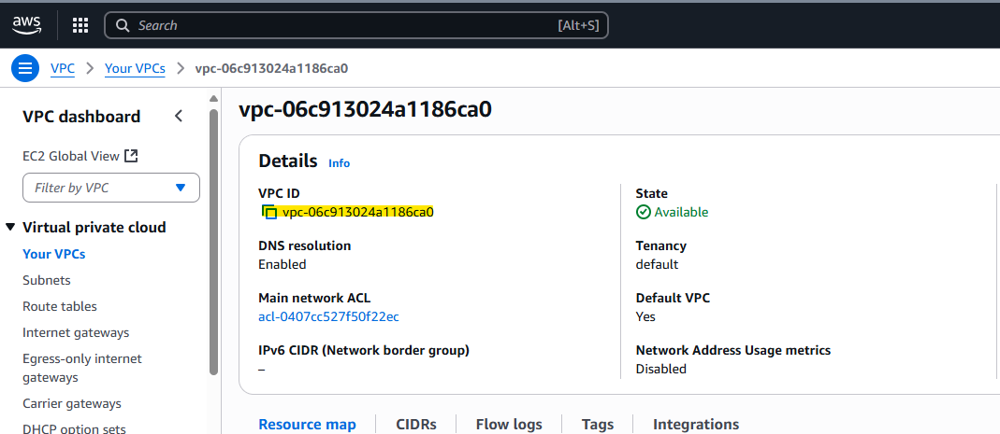 aws
Search [Alt+S]
VPC > Your VPCs > vpc-06c913024a1186ca0
VPC dashboard
EC2 Global View
Filter by VPC
Virtual private cloud
Your VPCs
Subnets
Route tables
Internet gateways
Egress-only internet
gateways
Carrier gateways
DHCP option sets
vpc-06c913024a1186ca0
Details Info
VPC ID
vpc-06c913024a1186ca0
State
Available
DNS resolution
Enabled
Tenancy
default
Main network ACL
acl-0407cc527f50f22ec
Default VPC
Yes
IPv6 CIDR (Network border group)
–
Network Address Usage metrics
Disabled
Resource map CIDRs Flow logs Tags Integrations